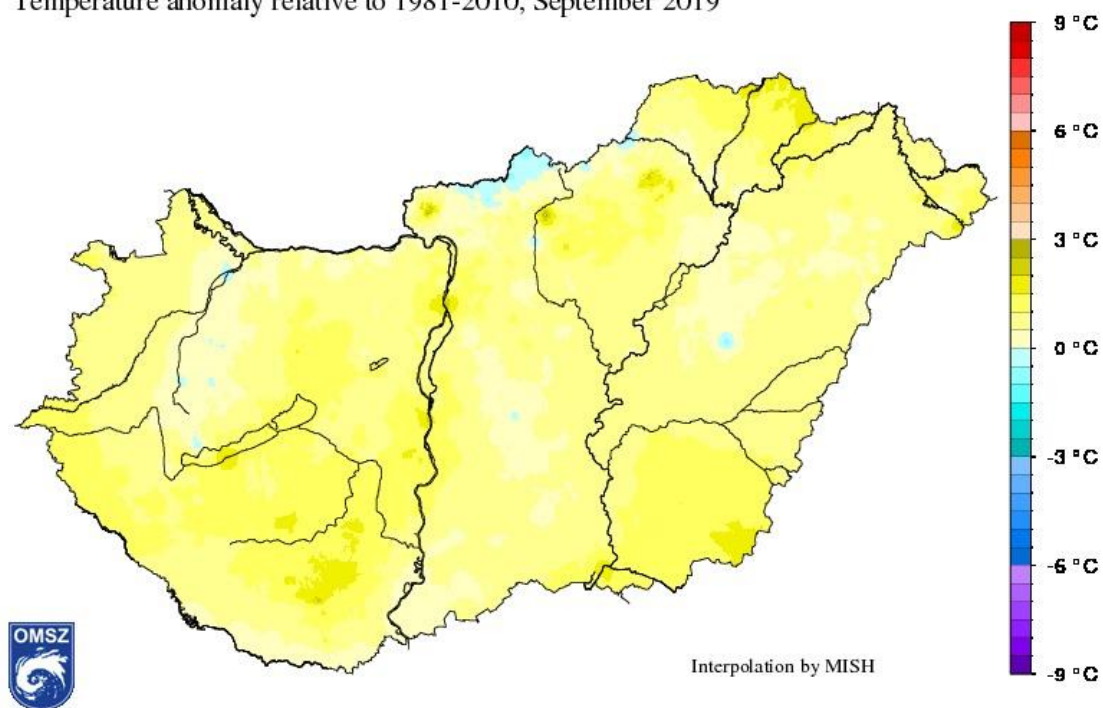 Temperature anomaly relative to 1981-2010, September 2019
9 °C
6 °C
3 °C
0 °C
-3 °C
-6 °C
-9 °C
OMSZ
Interpolation by MISH